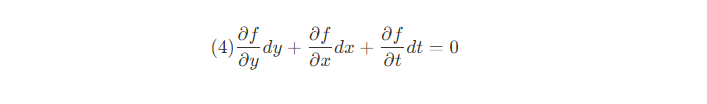 (4) ∂f/∂y dy + ∂f/∂x dx + ∂f/∂t dt = 0